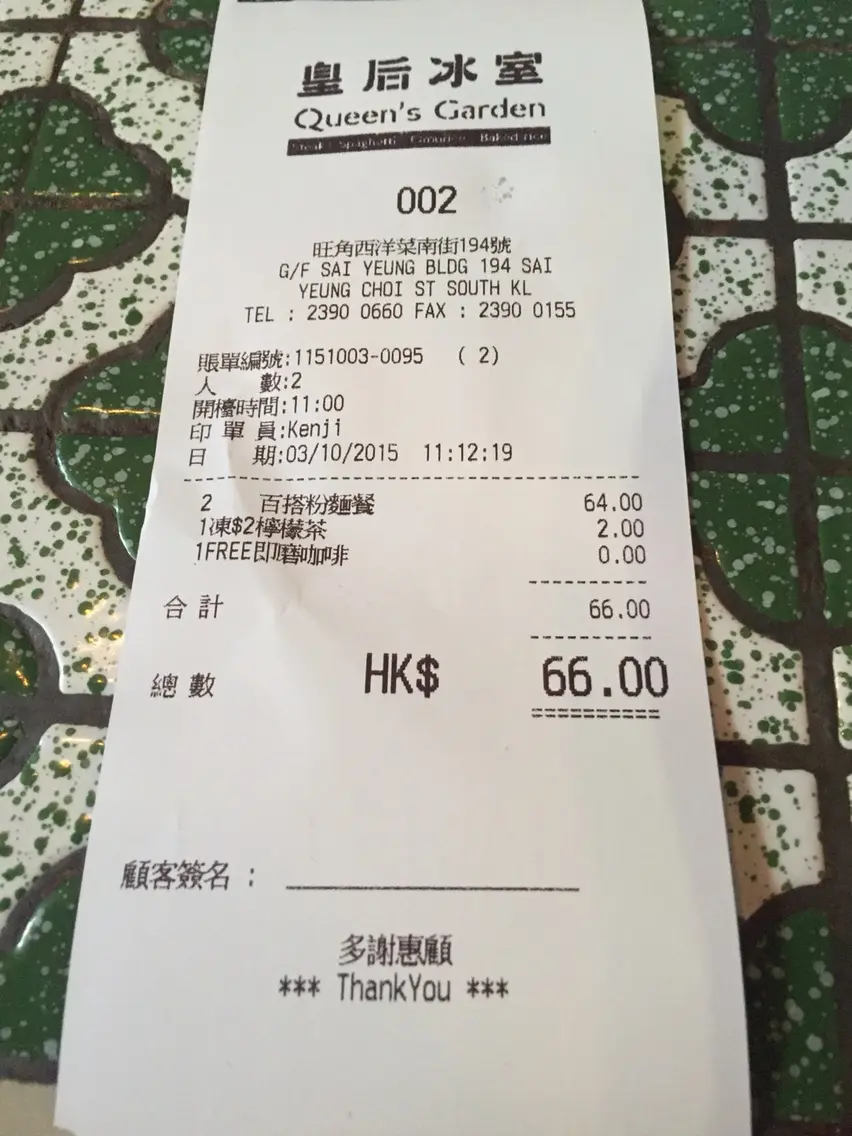 皇后冰室
Queen's Garden
Steak Spaghetti Baked rice
002
旺角西洋菜南街194號
G/F SAI YEUNG BLDG 194 SAI
YEUNG CHOI ST SOUTH KL
TEL : 2390 0660 FAX : 2390 0155
賬單編號:1151003-0095 ( 2)
人 數:2
開檯時間:11:00
印 單 員:Kenji
日 期:03/10/2015 11:12:19
2 百搭粉麵餐 64.00
1凍$2檸檬茶 2.00
1FREE即磨咖啡 0.00
合 計 66.00
總 數 HK$ 66.00
顧客簽名 :
多謝惠顧
*** ThankYou ***